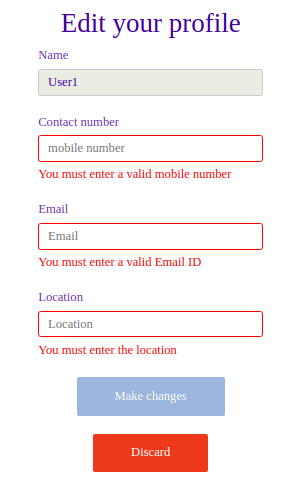 Edit your profile
Name
User1
Contact number
mobile number
You must enter a valid mobile number
Email
Email
You must enter a valid Email ID
Location
Location
You must enter the location
Make changes
Discard